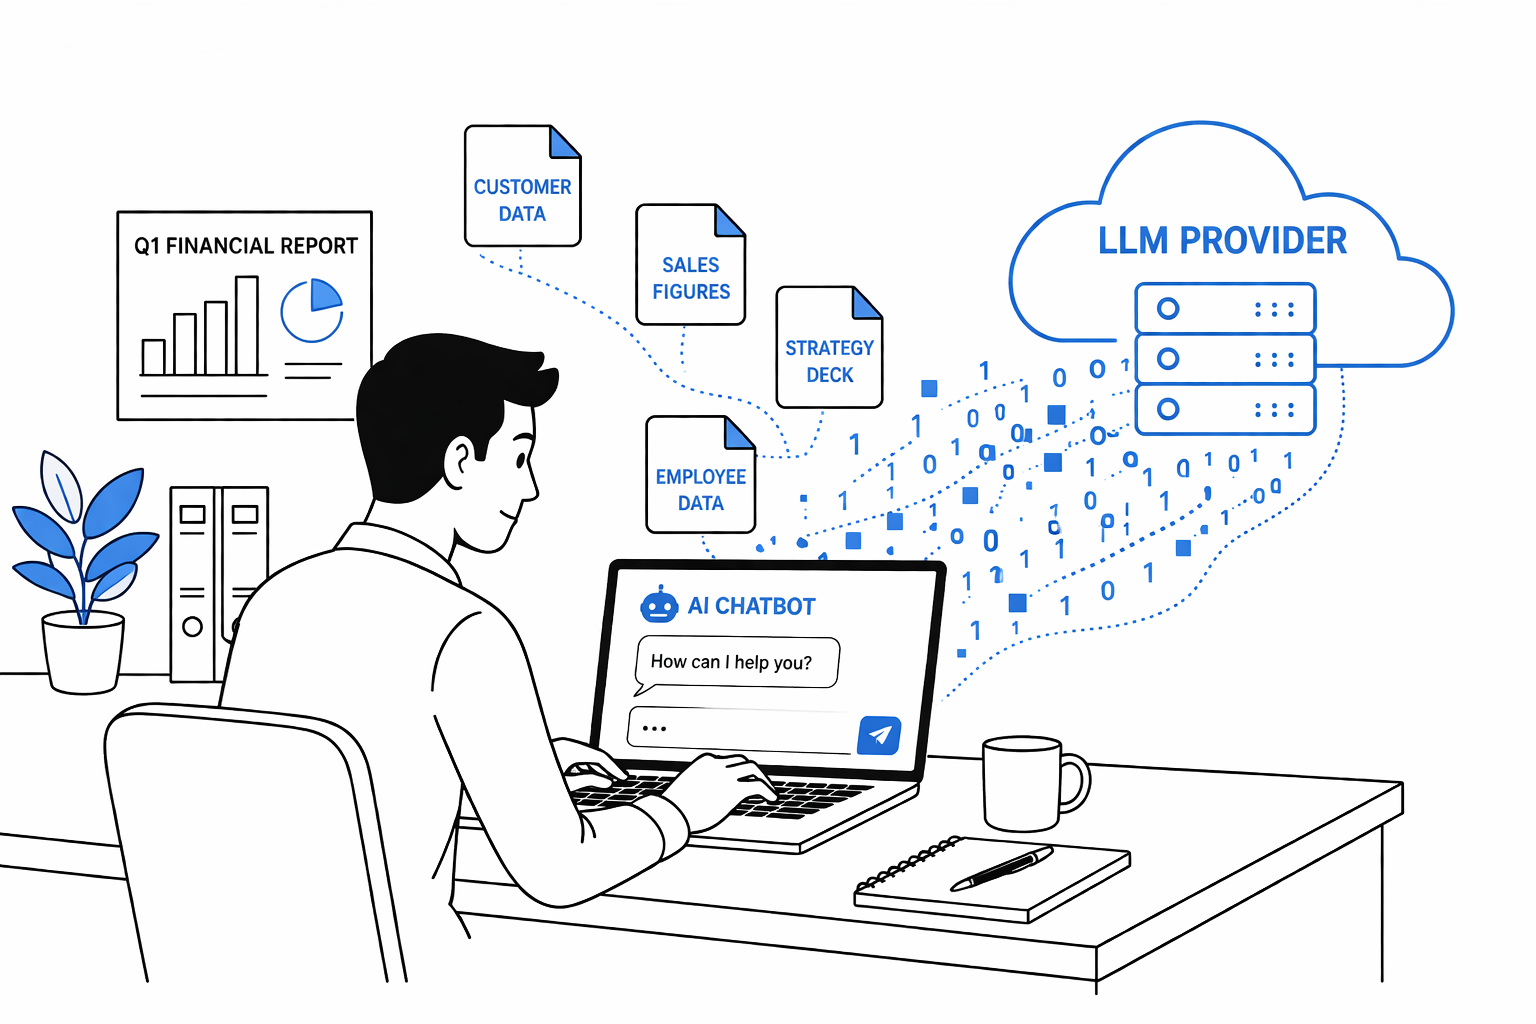 CUSTOMER
DATA
Q1 FINANCIAL REPORT
SALES
FIGURES
STRATEGY
DECK
EMPLOYEE
DATA
LLM PROVIDER
AI CHATBOT
How can I help you?
...